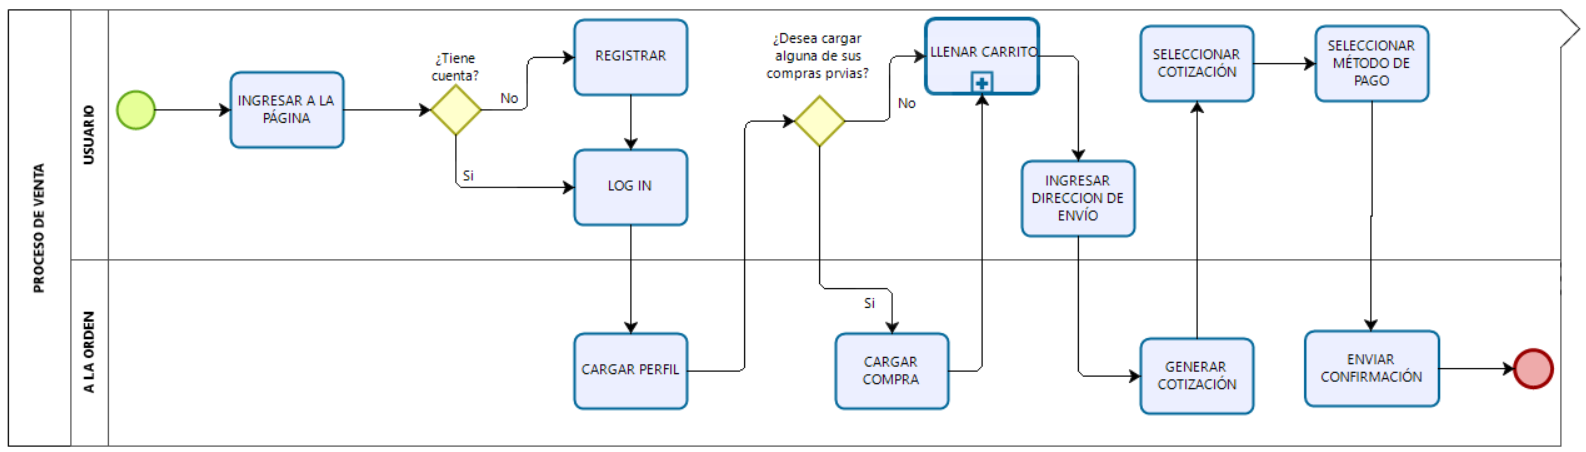 PROCESO DE VENTA
USUARIO
A LA ORDEN
INGRESAR A LA
PÁGINA
¿Tiene
cuenta?
No
Si
REGISTRAR
LOG IN
CARGAR PERFIL
¿Desea cargar
alguna de sus
compras prvias?
No
Si
CARGAR
COMPRA
LLENAR CARRITO
INGRESAR
DIRECCION DE
ENVÍO
GENERAR
COTIZACIÓN
SELECCIONAR
COTIZACIÓN
SELECCIONAR
MÉTODO DE
PAGO
ENVIAR
CONFIRMACIÓN